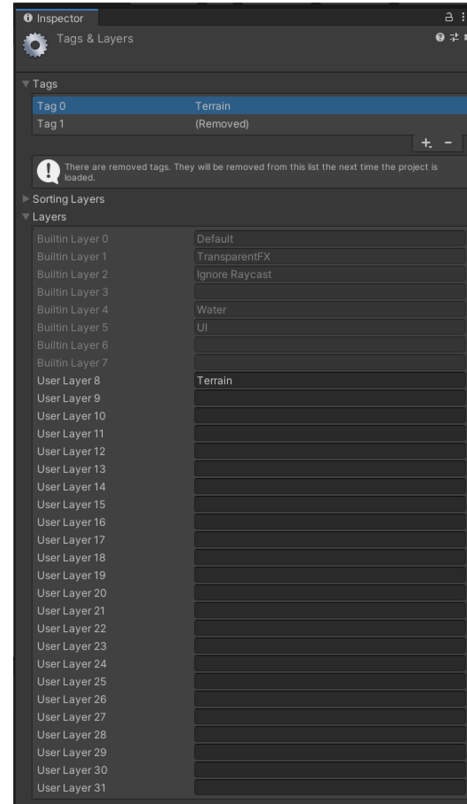 Inspector
Tags & Layers
Tags
Tag 0 Terrain
Tag 1 (Removed)
There are removed tags. They will be removed from this list the next time the project is
loaded.
Sorting Layers
Layers
Builtin Layer 0 Default
Builtin Layer 1 TransparentFX
Builtin Layer 2 Ignore Raycast
Builtin Layer 3
Builtin Layer 4 Water
Builtin Layer 5 UI
Builtin Layer 6
Builtin Layer 7
User Layer 8 Terrain
User Layer 9
User Layer 10
User Layer 11
User Layer 12
User Layer 13
User Layer 14
User Layer 15
User Layer 16
User Layer 17
User Layer 18
User Layer 19
User Layer 20
User Layer 21
User Layer 22
User Layer 23
User Layer 24
User Layer 25
User Layer 26
User Layer 27
User Layer 28
User Layer 29
User Layer 30
User Layer 31